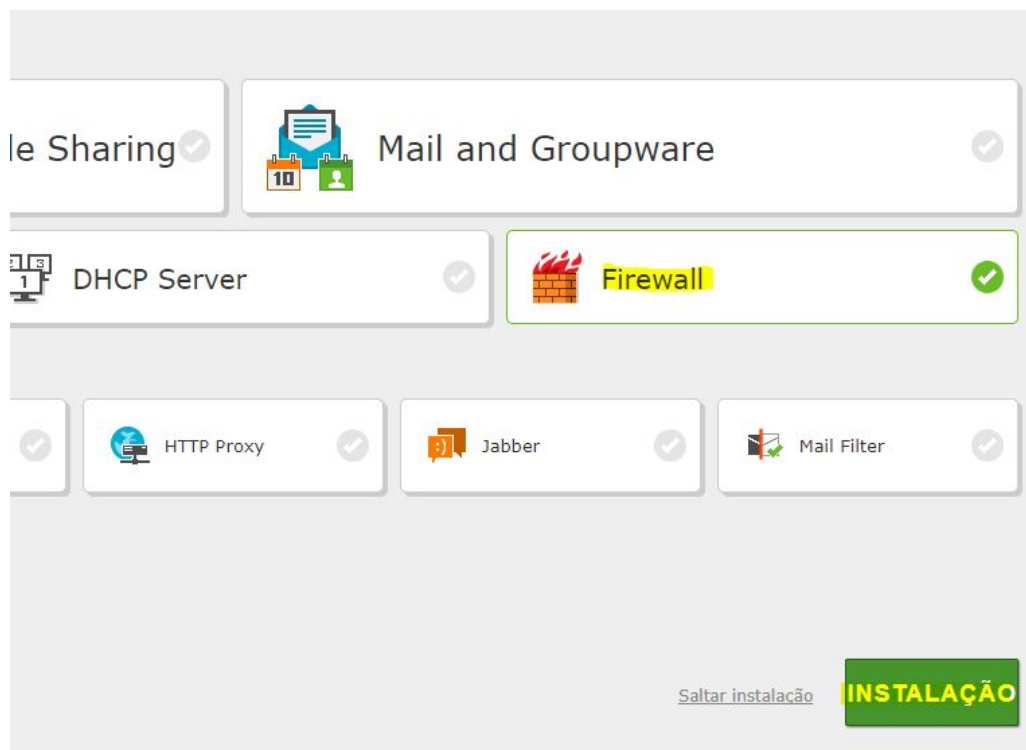 le Sharing
Mail and Groupware
10
DHCP Server
Firewall
HTTP Proxy
Jabber
Mail Filter
Saltar instalação
INSTALAÇÃO